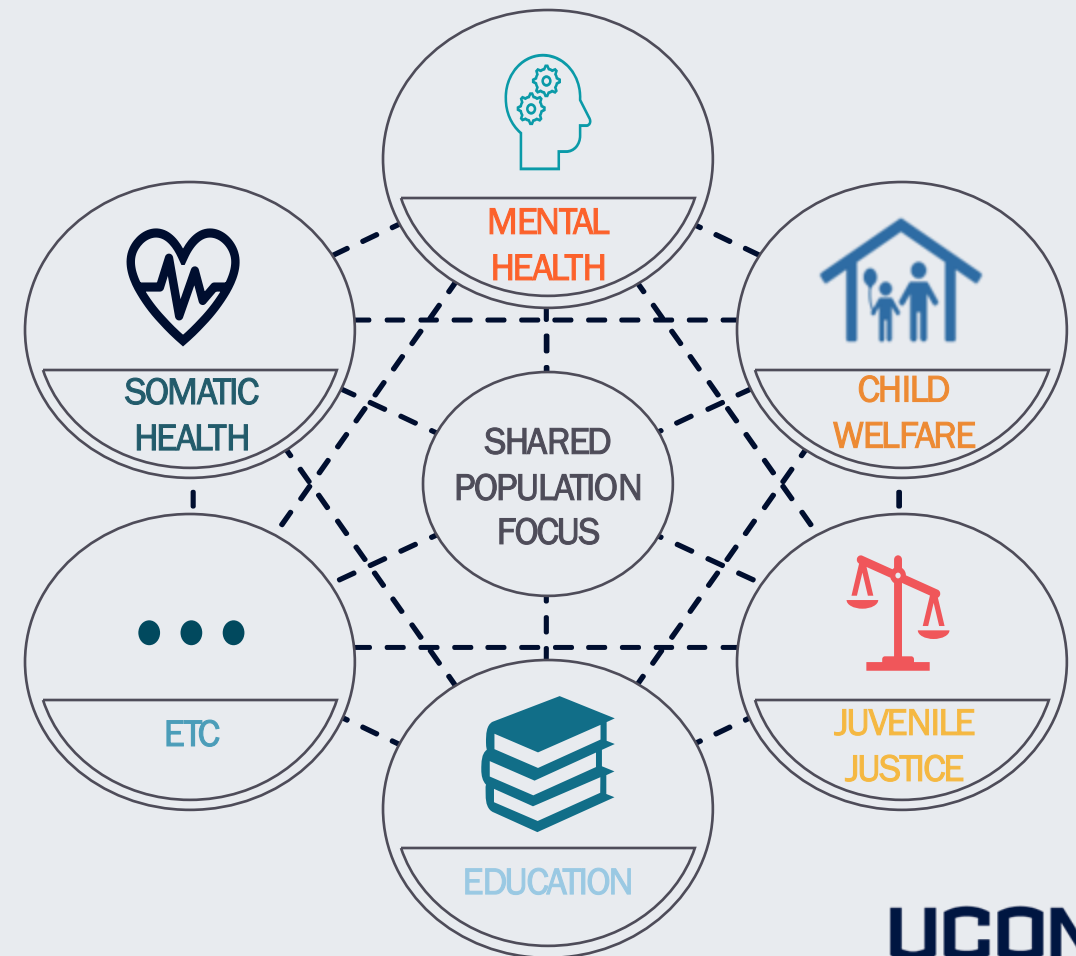 MENTAL
HEALTH
SOMATIC
HEALTH
CHILD
WELFARE
SHARED
POPULATION
FOCUS
ETC
JUVENILE
JUSTICE
EDUCATION